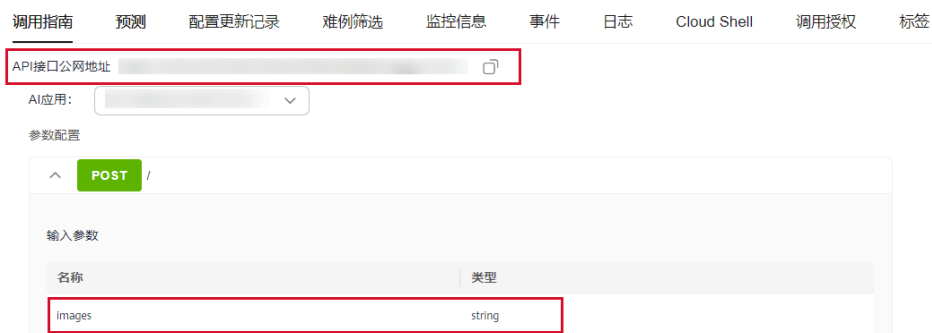 调用指南 预测 配置更新记录 难例筛选 监控信息 事件 日志 Cloud Shell 调用授权 标签
API接口公网地址
AI应用：
参数配置
POST /
输入参数
名称 类型
images string